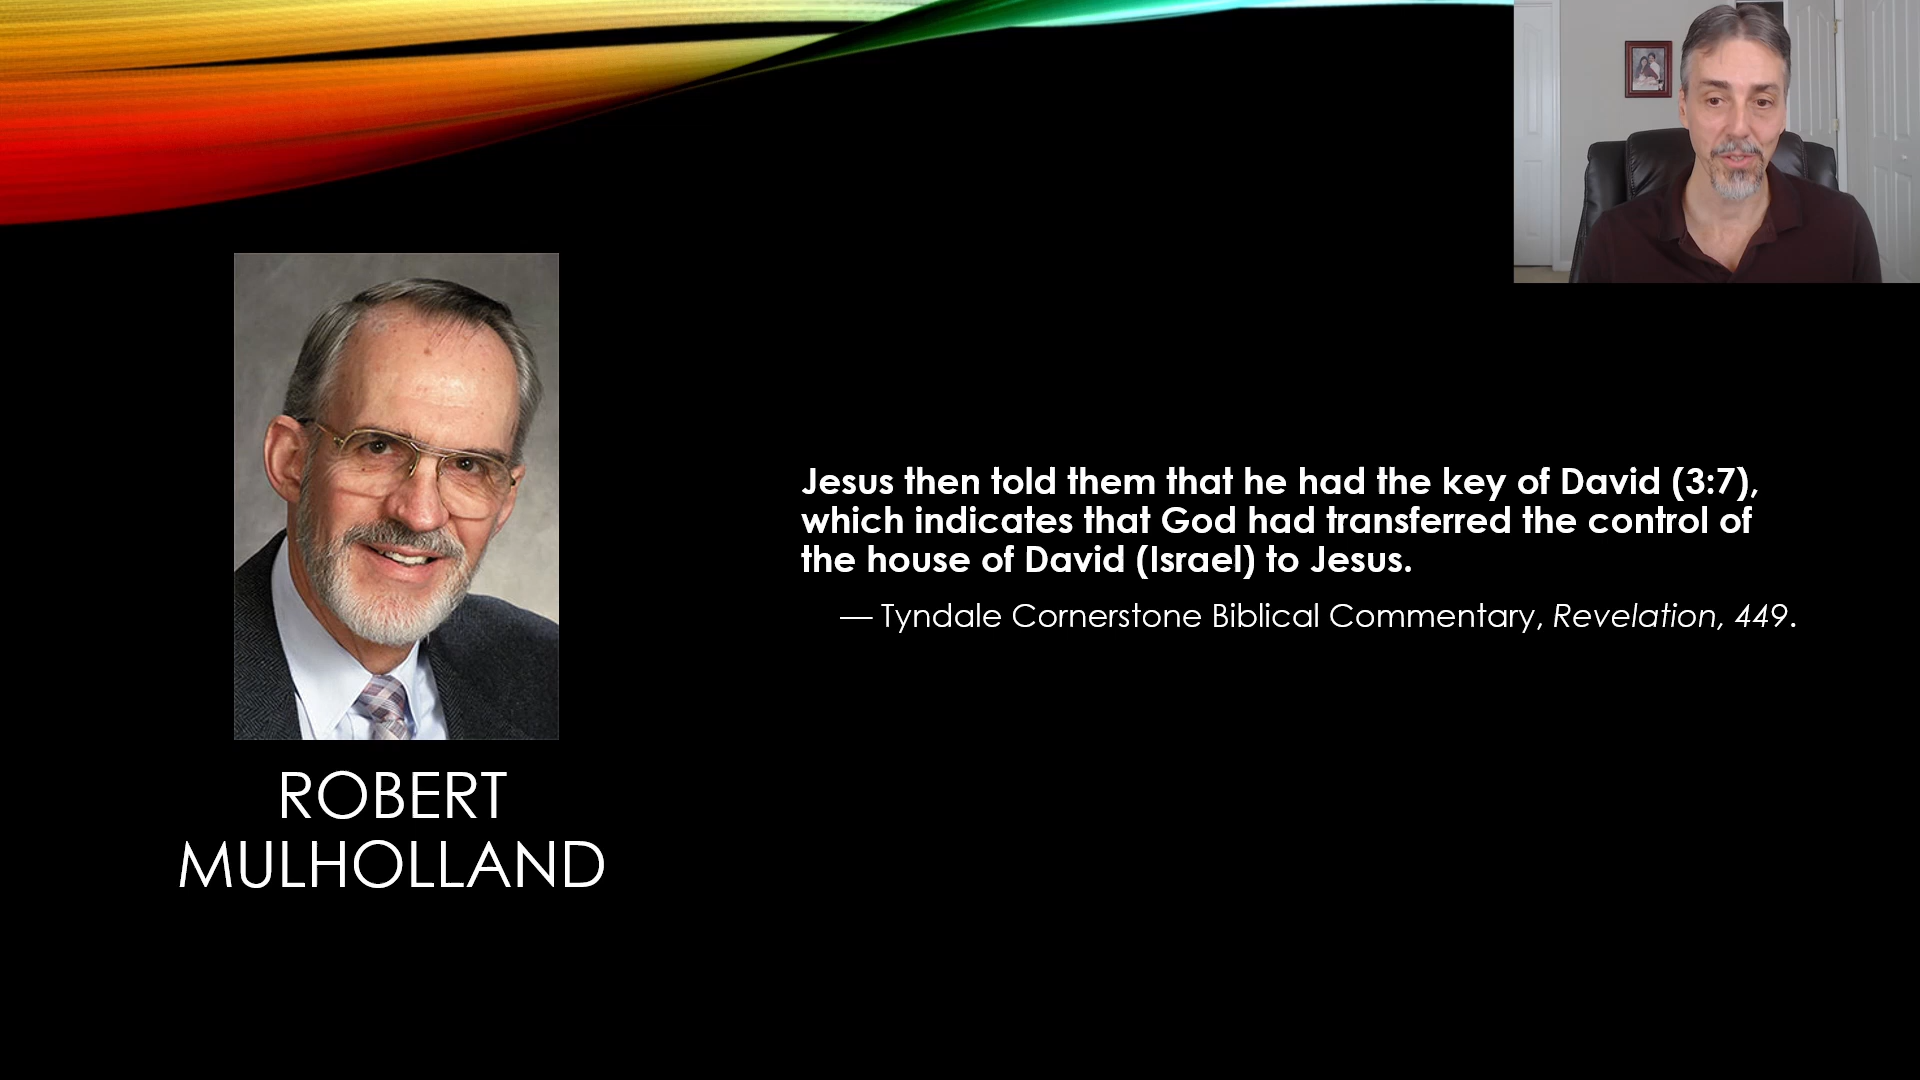 Jesus then told them that he had the key of David (3:7),
which indicates that God had transferred the control of
the house of David (Israel) to Jesus.
— Tyndale Cornerstone Biblical Commentary, Revelation, 449.
ROBERT
MULHOLLAND